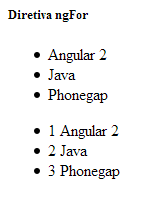 Diretiva ngFor
• Angular 2
• Java
• Phonegap
• 1 Angular 2
• 2 Java
• 3 Phonegap